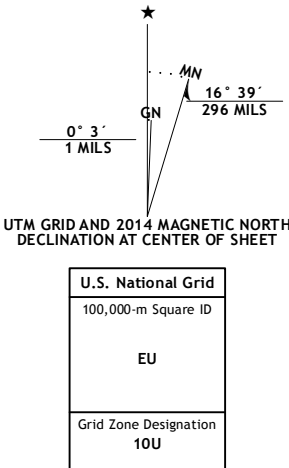 MN
GN
16° 39´
296 MILS
0° 3´
1 MILS
UTM GRID AND 2014 MAGNETIC NORTH
DECLINATION AT CENTER OF SHEET
U.S. National Grid
100,000-m Square ID
EU
Grid Zone Designation
10U